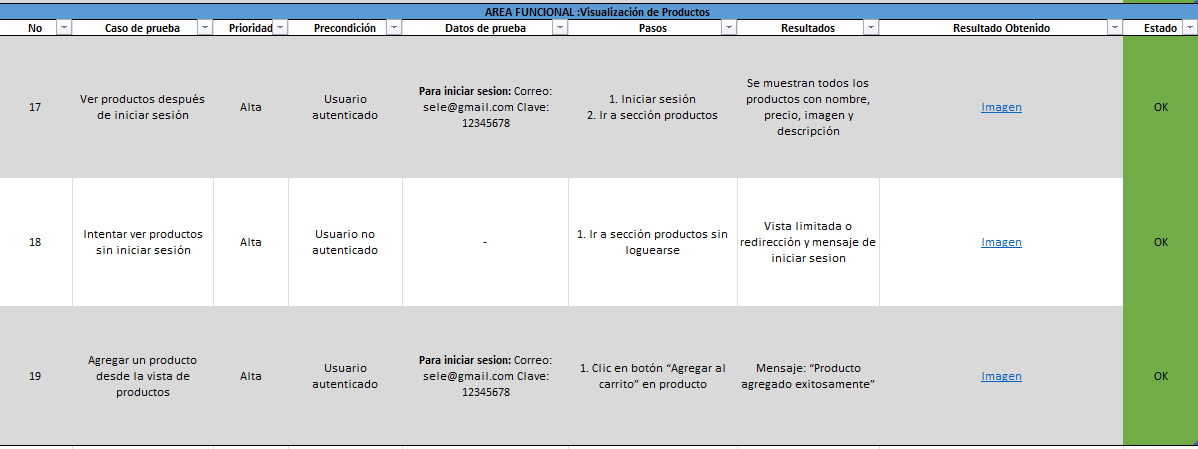 AREA FUNCIONAL :Visualización de Productos
No Caso de prueba Prioridad Precondición Datos de prueba Pasos Resultados Resultado Obtenido Estado
17
Ver productos después
de iniciar sesión
Alta
Usuario
autenticado
Para iniciar sesion: Correo:
sele@gmail.com Clave:
12345678
1. Iniciar sesión
2. Ir a sección productos
Se muestran todos los
productos con nombre,
precio, imagen y
descripción
Imagen
OK
18
Intentar ver productos
sin iniciar sesión
Alta
Usuario no
autenticado
-
1. Ir a sección productos sin
loguearse
Vista limitada o
redirección y mensaje de
iniciar sesion
Imagen
OK
19
Agregar un producto
desde la vista de
productos
Alta
Usuario
autenticado
Para iniciar sesion: Correo:
sele@gmail.com Clave:
12345678
1. Clic en botón “Agregar al
carrito” en producto
Mensaje: “Producto
agregado exitosamente”
Imagen
OK